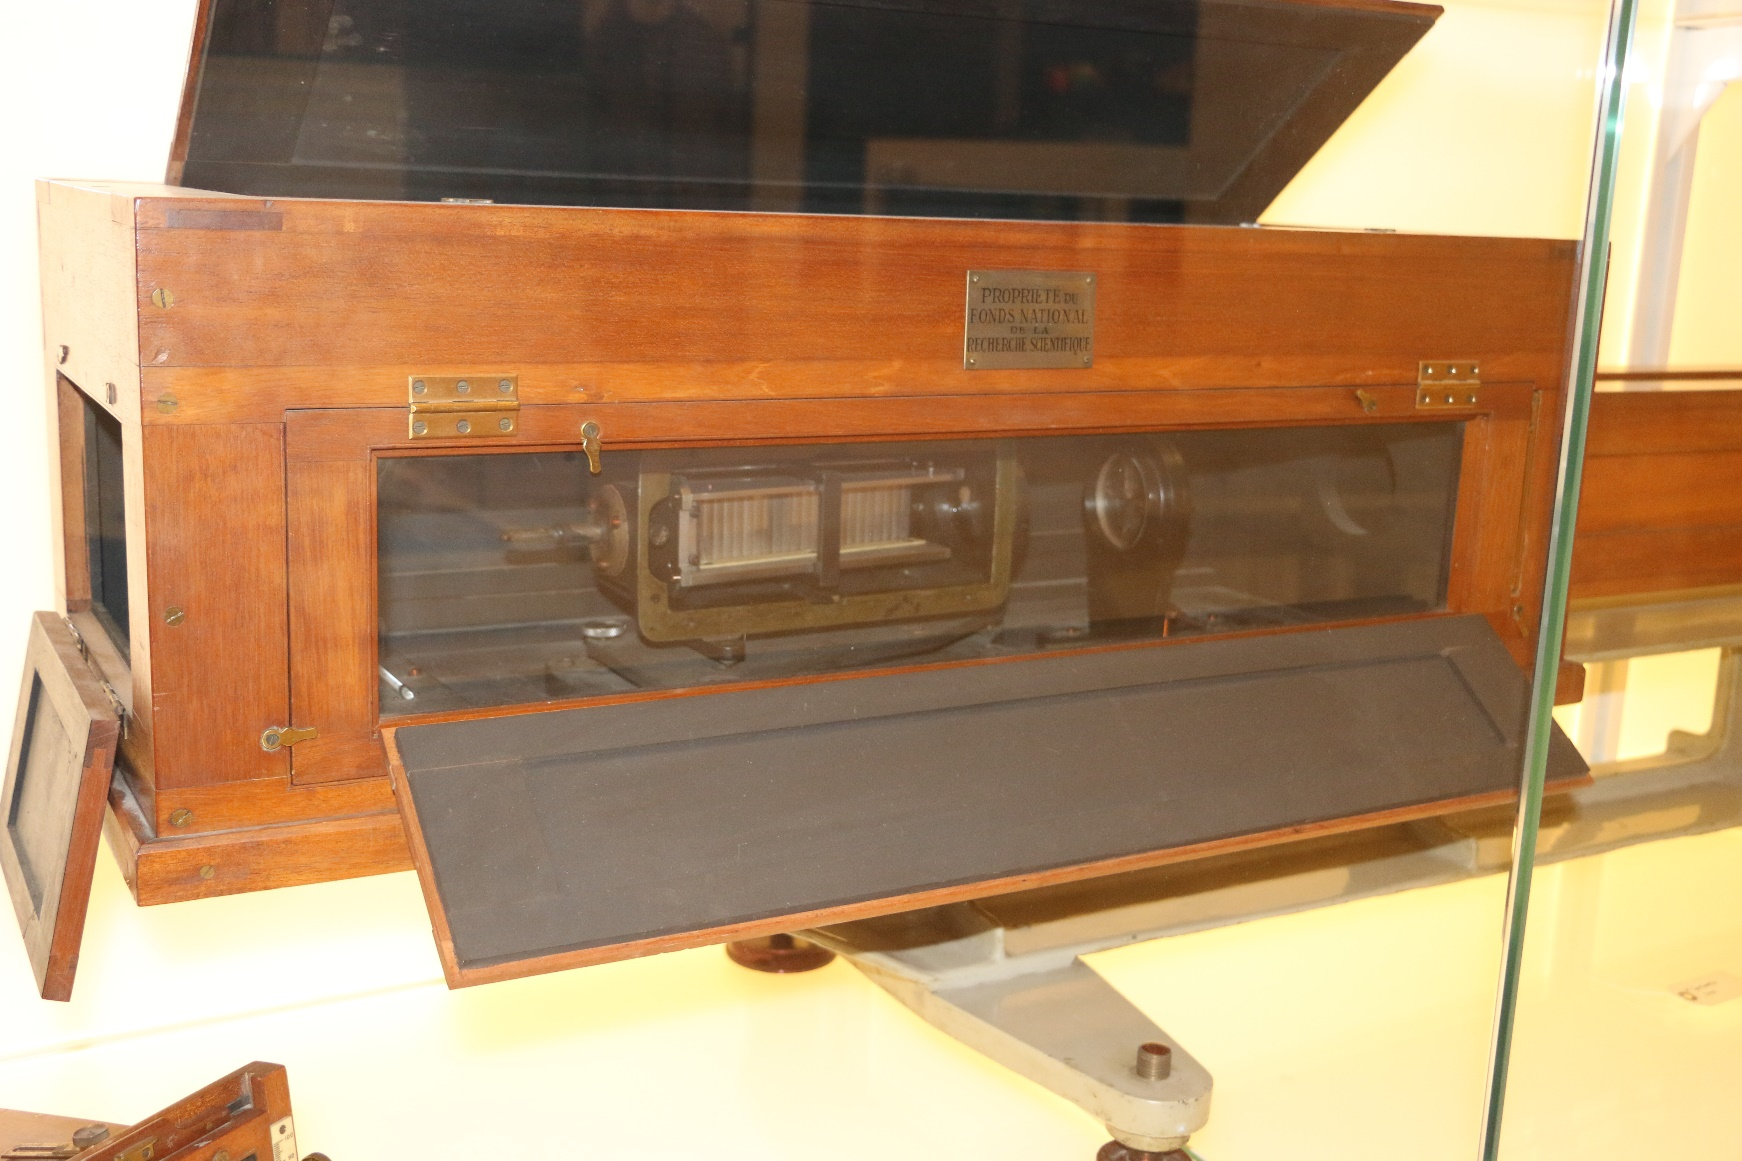 PROPRIETE DU
FONDS NATIONAL
DE LA
RECHERCHE SCIENTIFIQUE